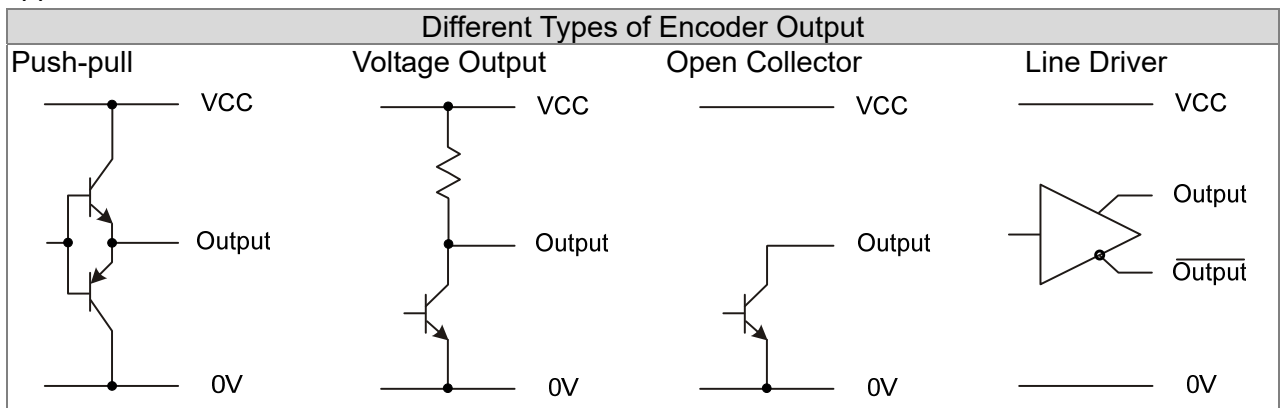 Different Types of Encoder Output
Push-pull
VCC
Output
0V
Voltage Output
VCC
Output
0V
Open Collector
VCC
Output
0V
Line Driver
VCC
Output
Output
0V